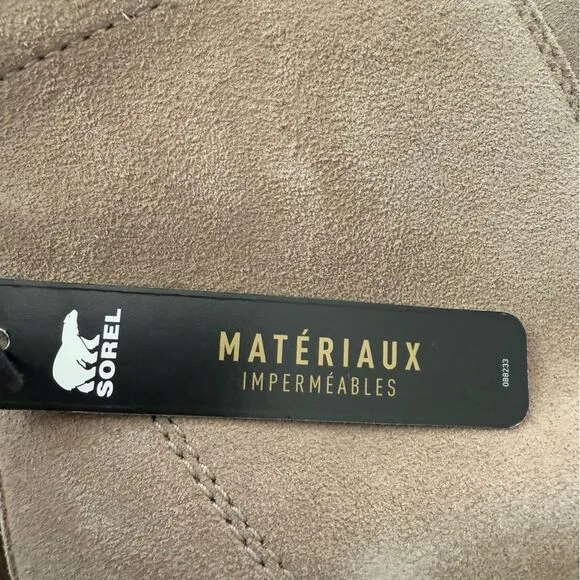 SOREL
MATÉRIAUX
IMPERMÉABLES
088233